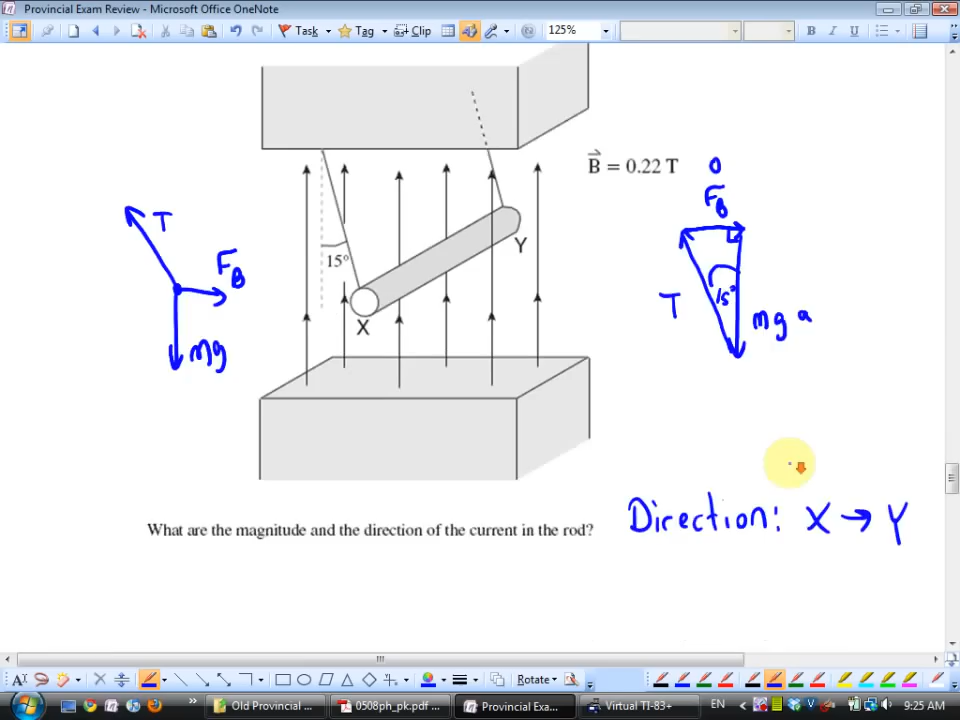 Provincial Exam Review - Microsoft Office OneNote
Task
Tag
Clip
125%
B I U
B = 0.22 T
O
F_B
T
F_B
mg
15°
X
Y
T
15°
mg a
What are the magnitude and the direction of the current in the rod?
Direction: X → Y
Rotate
Old Provincial ...
0508ph_pk.pdf ...
Provincial Exa...
Virtual TI-83+
EN
9:25 AM